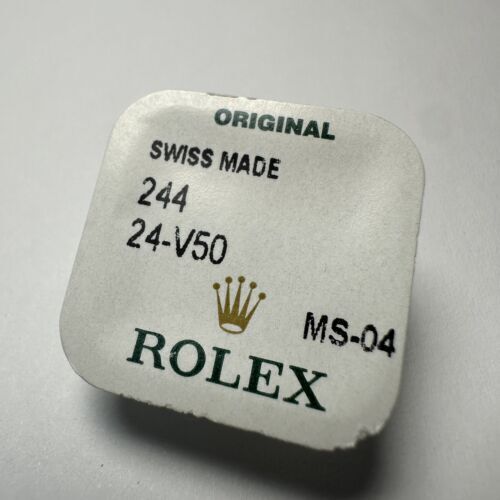 ORIGINAL
SWISS MADE
244
24-V50
MS-04
ROLEX